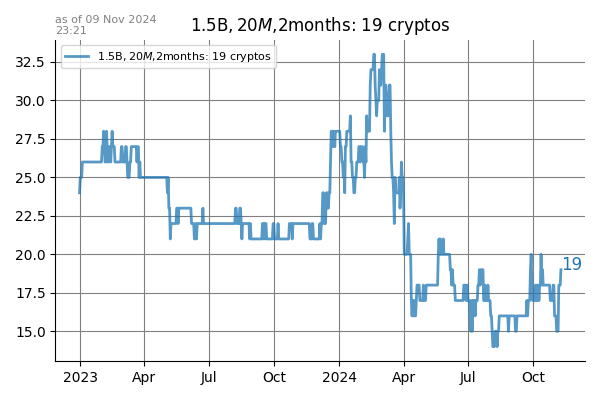 as of 09 Nov 2024
23:21
1.5B, 20M,2months: 19 cryptos
1.5B, 20M,2months: 19 cryptos
32.5
30.0
27.5
25.0
22.5
20.0
17.5
15.0
19
2023 Apr Jul Oct 2024 Apr Jul Oct